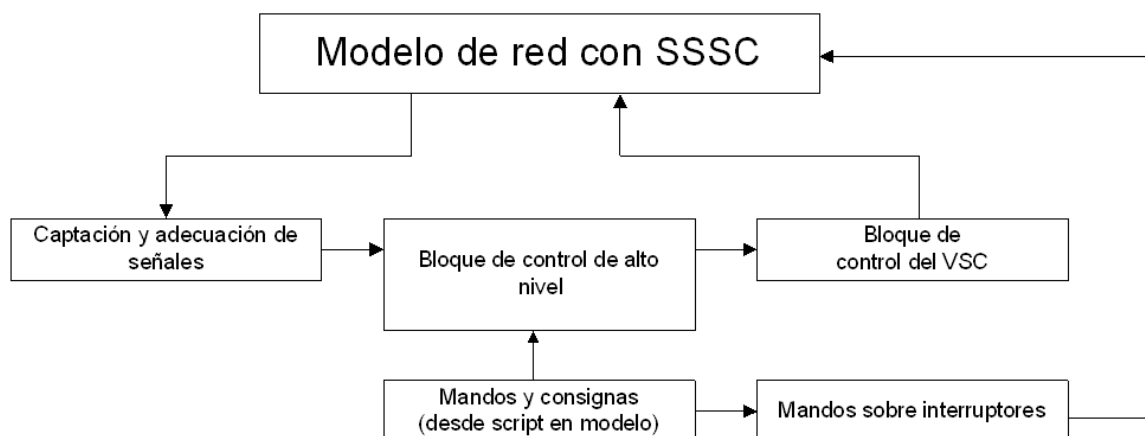 Modelo de red con SSSC
Captación y adecuación de
señales
Bloque de control de alto
nivel
Bloque de
control del VSC
Mandos y consignas
(desde script en modelo)
Mandos sobre interruptores